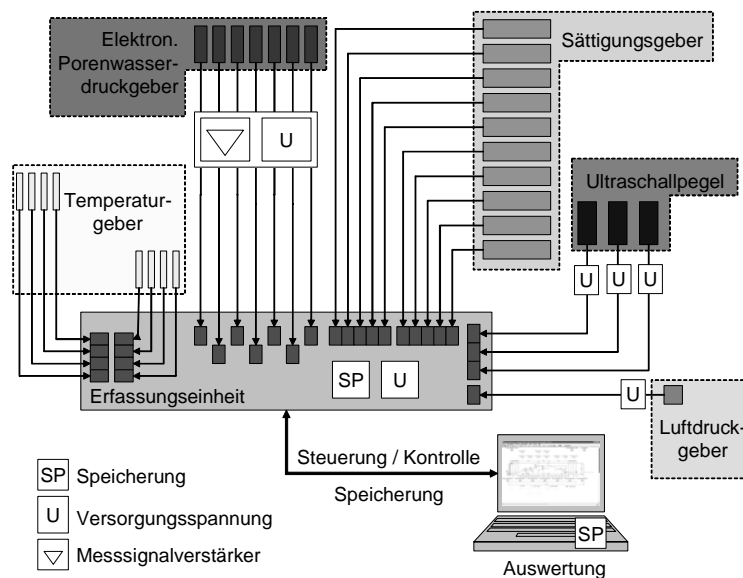 Elektron.
Porenwasser-
druckgeber
Sättigungsgeber
U
Temperatur-
geber
Ultraschallpegel
U
U
U
SP
U
Erfassungseinheit
U
Luftdruck-
geber
Steuerung / Kontrolle
Speicherung
SP
Auswertung
SP Speicherung
U Versorgungsspannung
Messsignalverstärker